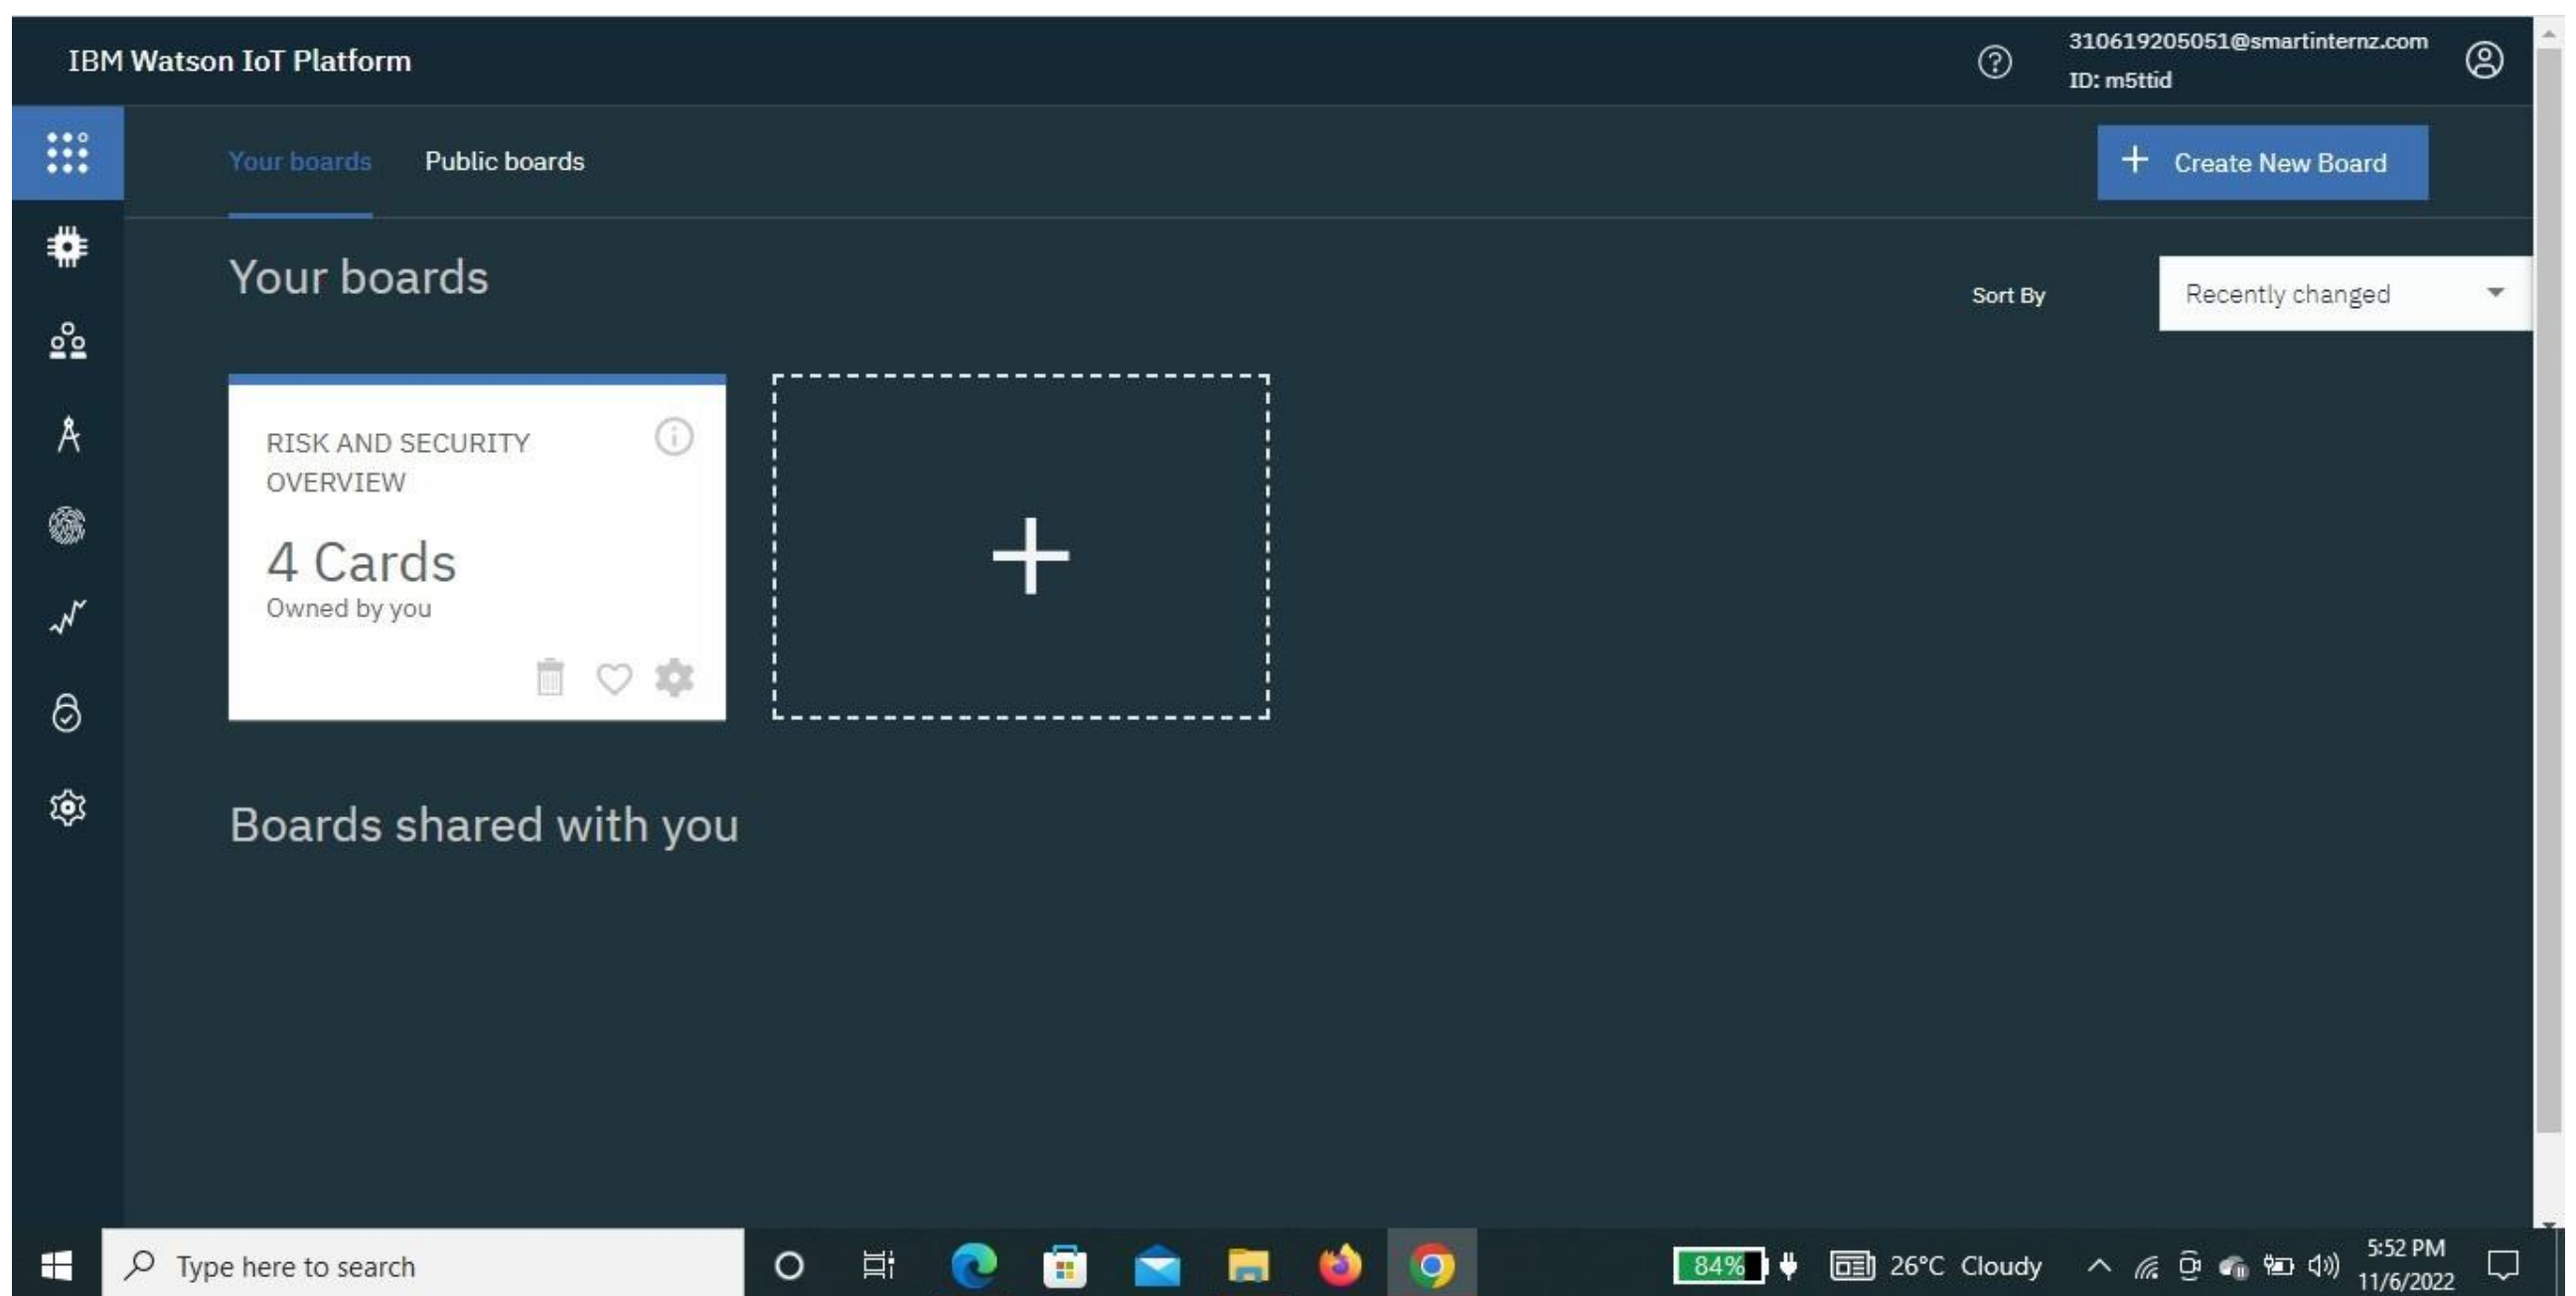 IBM Watson IoT Platform
310619205051@smartinternz.com
ID: m5ttid
Your boards
Public boards
Create New Board
Your boards
Sort By
Recently changed
RISK AND SECURITY
OVERVIEW
4 Cards
Owned by you
Boards shared with you
Type here to search
84%
26°C Cloudy
5:52 PM
11/6/2022